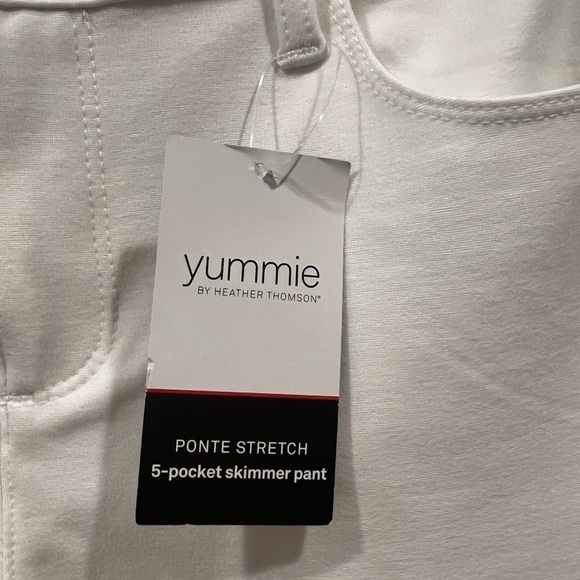 yummie
BY HEATHER THOMSON®
PONTE STRETCH
5-pocket skimmer pant